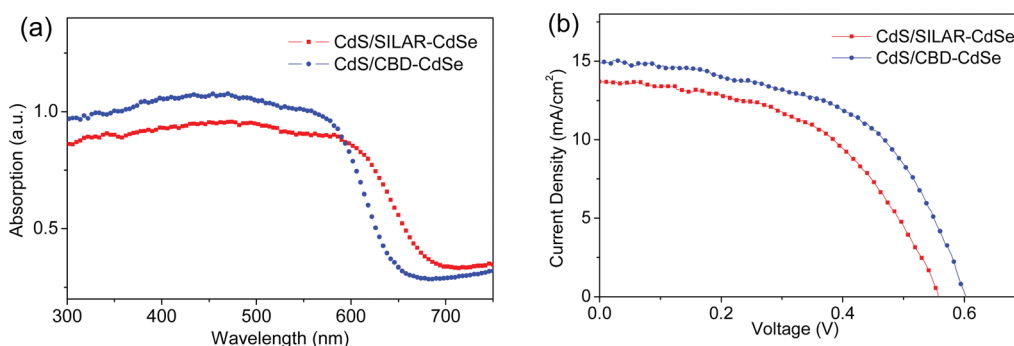 (a)
CdS/SILAR-CdSe
CdS/CBD-CdSe
1.0
0.5
Absorption (a.u.)
300 400 500 600 700
Wavelength (nm)
(b)
CdS/SILAR-CdSe
CdS/CBD-CdSe
20
15
10
5
0
Current Density (mA/cm²)
0.0 0.2 0.4 0.6
Voltage (V)